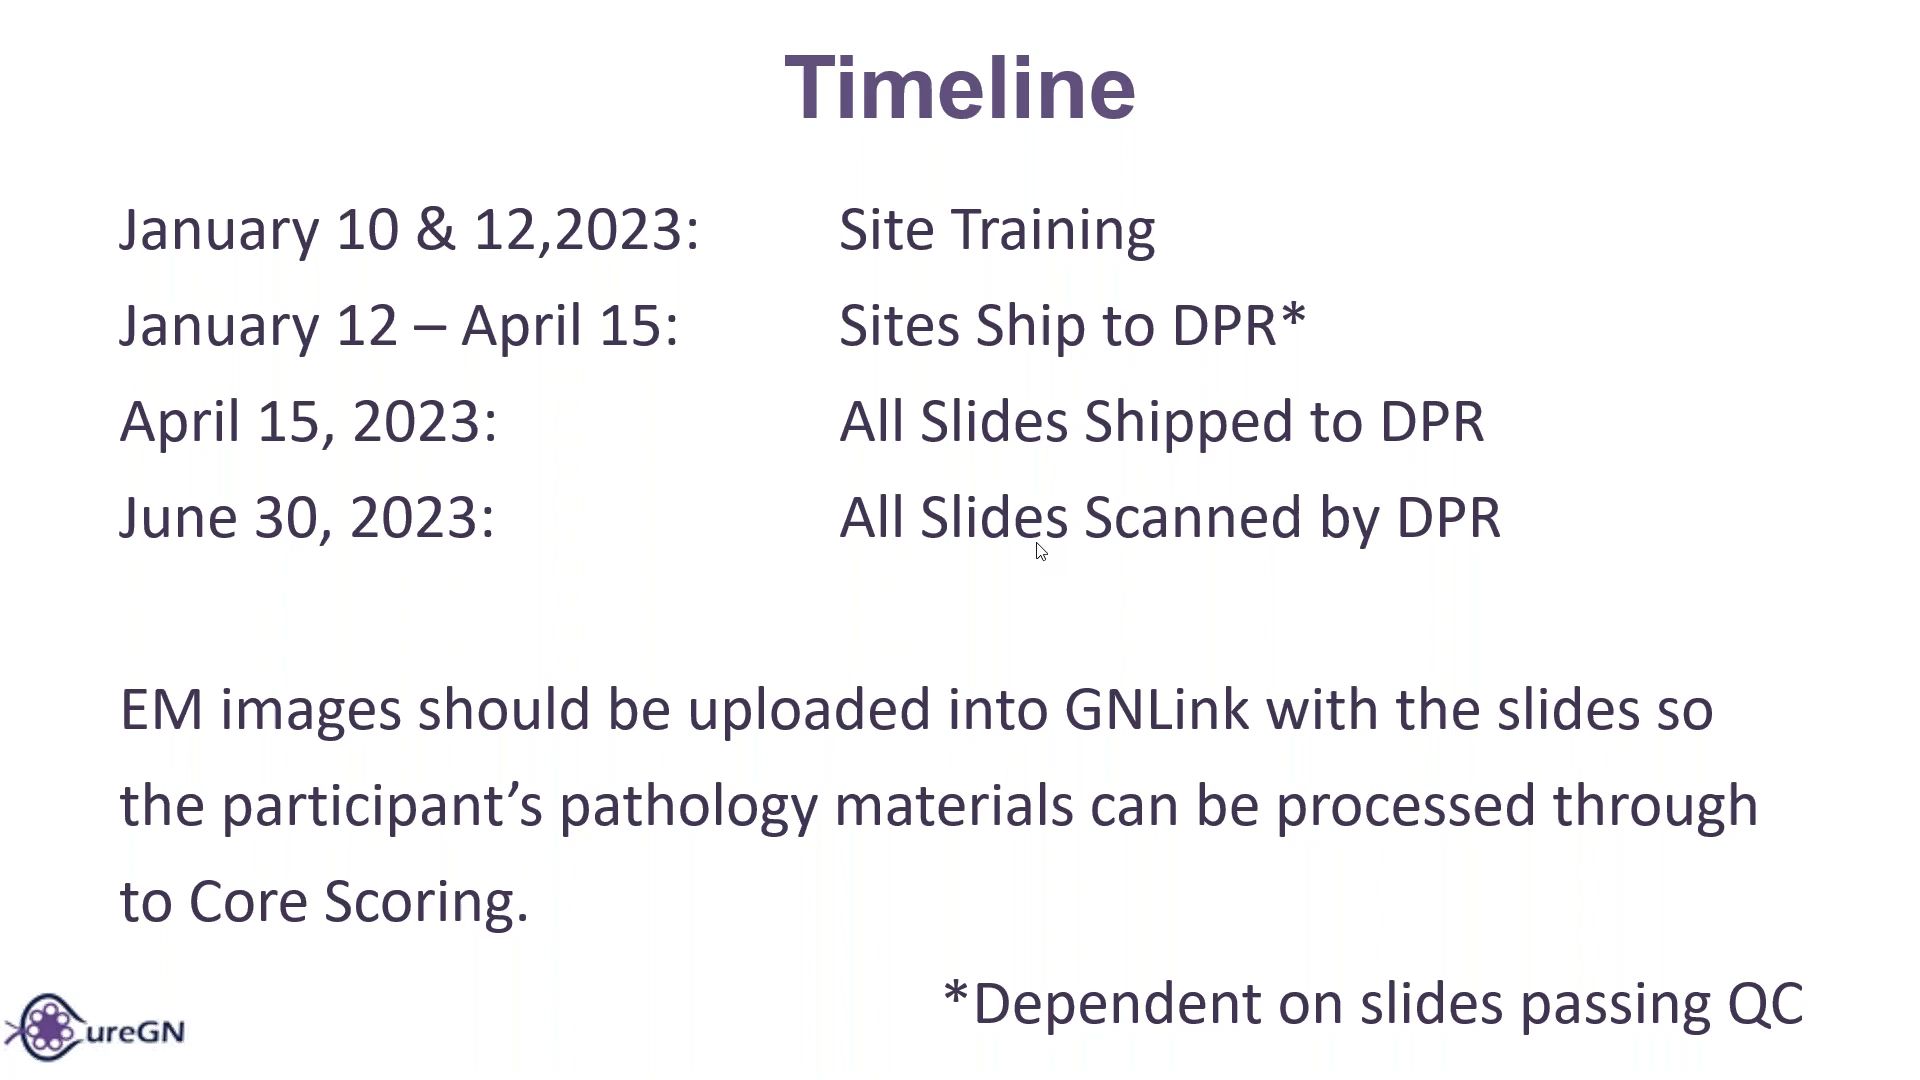 Timeline
January 10 & 12,2023: Site Training
January 12 – April 15: Sites Ship to DPR*
April 15, 2023: All Slides Shipped to DPR
June 30, 2023: All Slides Scanned by DPR
EM images should be uploaded into GNLink with the slides so
the participant’s pathology materials can be processed through
to Core Scoring.
*Dependent on slides passing QC
CureGN